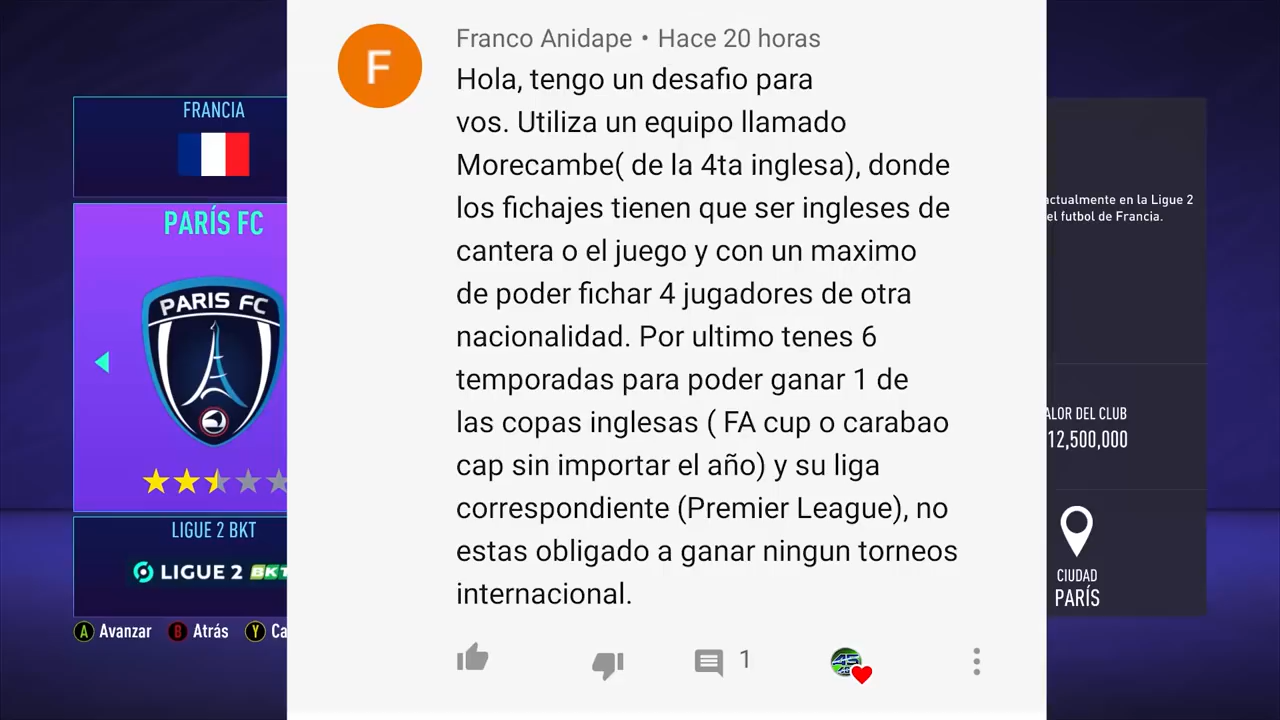 FRANCIA
PARÍS FC
PARIS FC
LIGUE 2 BKT
LIGUE 2 BKT
A Avanzar B Atrás Y Ca
F
Franco Anidape • Hace 20 horas
Hola, tengo un desafio para
vos. Utiliza un equipo llamado
Morecambe( de la 4ta inglesa), donde
los fichajes tienen que ser ingleses de
cantera o el juego y con un maximo
de poder fichar 4 jugadores de otra
nacionalidad. Por ultimo tenes 6
temporadas para poder ganar 1 de
las copas inglesas ( FA cup o carabao
cap sin importar el año) y su liga
correspondiente (Premier League), no
estas obligado a ganar ningun torneos
internacional.
1
actualmente en la Ligue 2
el futbol de Francia.
ALOR DEL CLUB
12,500,000
CIUDAD
PARÍS